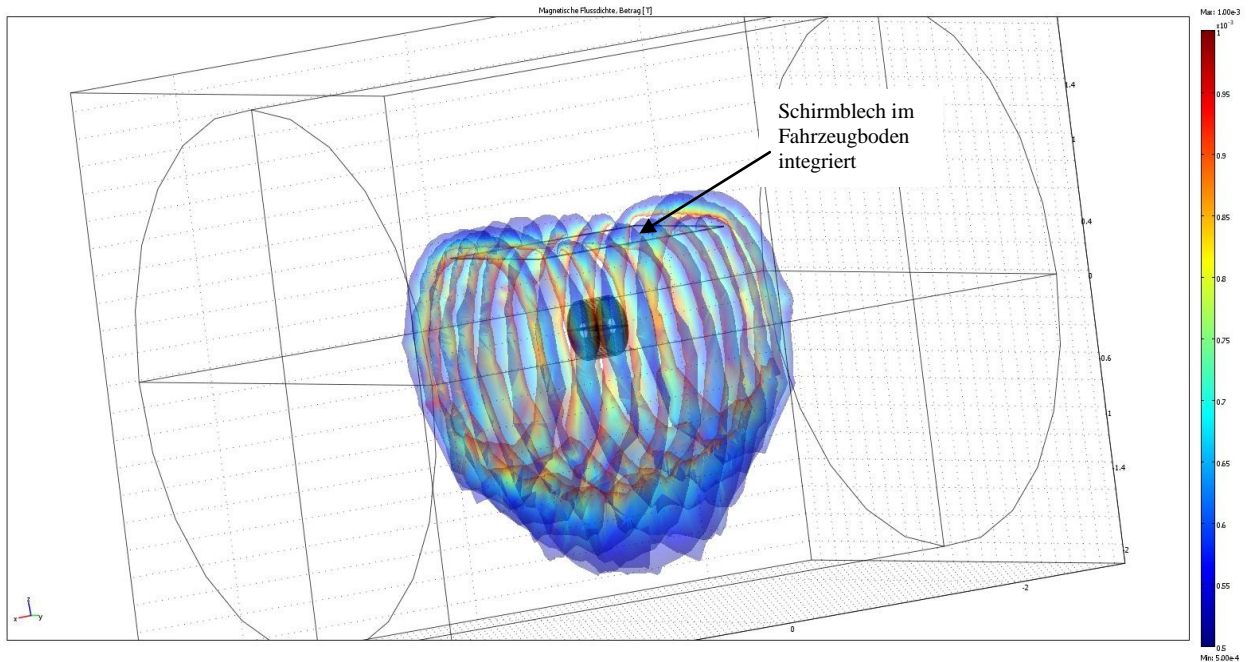 Magnetische Flussdichte, Betrag [T]
Max: 1.00e-3
x10⁻³
1
0.95
0.9
0.85
0.8
0.75
0.7
0.65
0.6
0.55
0.5
Min: 5.00e-4
Schirmblech im
Fahrzeugboden
integriert
1.4
1
0.4
0
-0.6
-1
-1.4
-2
-2
0
z
x
y